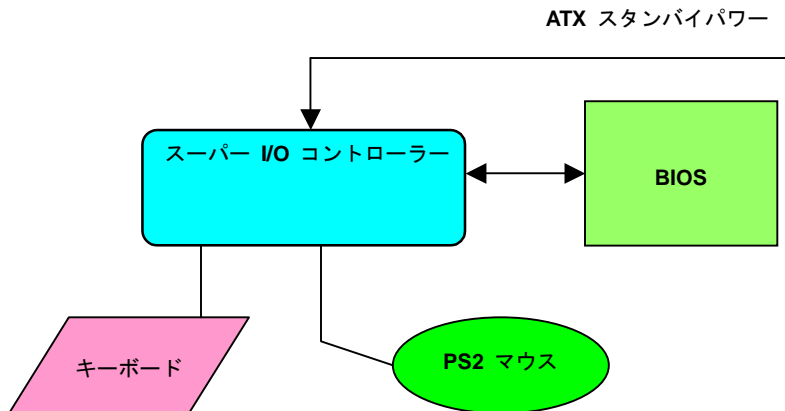 ATX スタンバイパワー
スーパー I/O コントローラー
BIOS
PS2 マウス
キーボード